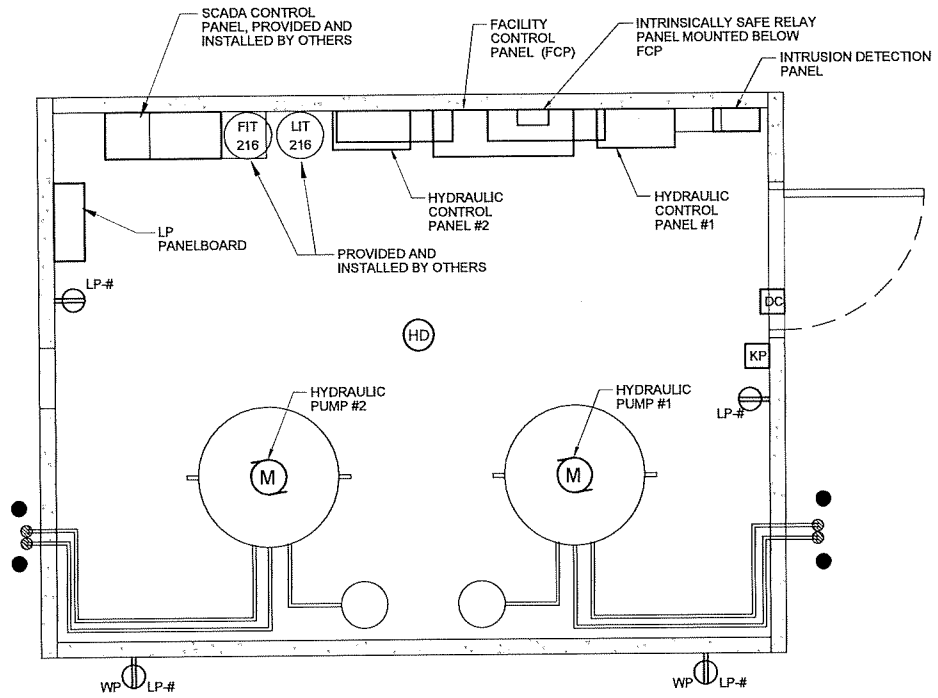 SCADA CONTROL
PANEL, PROVIDED AND
INSTALLED BY OTHERS
FACILITY
CONTROL
PANEL (FCP)
INTRINSICALLY SAFE RELAY
PANEL MOUNTED BELOW
FCP
INTRUSION DETECTION
PANEL
FIT
216
LIT
216
HYDRAULIC
CONTROL
PANEL #2
HYDRAULIC
CONTROL
PANEL #1
LP
PANELBOARD
PROVIDED AND
INSTALLED BY OTHERS
LP-#
DC
HD
KP
HYDRAULIC
PUMP #2
HYDRAULIC
PUMP #1
LP-#
M
M
WP
LP-#
WP
LP-#